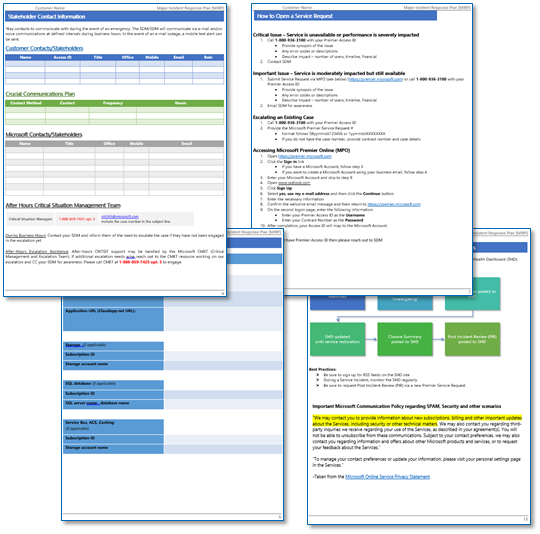 Customer Name
Major Incident Response Plan (MIRP)
Stakeholder Contact Information
*Key contacts to communicate with during the event of an emergency. The SDM/SDM will communicate via e-mail and/or
voice communications at defined intervals during business hours. In the event of an e-mail outage, a mobile text alert can
be sent.
Customer Contacts/Stakeholders
Name Access ID Title Office Mobile Email Role
Crucial Communications Plan
Contact Method Contact Frequency Hours
Microsoft Contacts/Stakeholders
Name Title Office Mobile Email
After Hours Critical Situation Management Team
Critical Situation Managers 1-888-859-7425 opt. 3
include the case number in the subject line
During Business Hours: Contact your SDM and inform them of the need to escalate the case if they have not been engaged
in the escalation yet
After-Hours Escalation Assistance: After-hours CRITSIT support may be handled by the Microsoft CMET (Critical
Management and Escalation Team). If additional escalation needs occur reach out to the CMET resource working on our
escalation and CC your SDM for awareness. Please call CMET at 1-888-859-7425 opt. 3 to engage.
Customer Name
Major Incident Response Plan (MIRP)
How to Open a Service Request
Critical Issue – Service is unavailable or performance is severely impacted
1. Call 1-800-936-3100 with your Premier Access ID
• Provide synopsis of the issue
• Any error codes or descriptions
• Describe impact – number of users, timeline, financial
2. Contact SDM
Important Issue – Service is moderately impacted but still available
1. Submit Service Request via MPO (see below) (https://premier.microsoft.com) or call 1-800-936-3100 with your
Premier Access ID.
• Provide synopsis of the issue
• Any error codes or descriptions
• Describe impact – number of users, timeline, financial
2. Email SDM for awareness
Escalating an Existing Case
1. Call 1-800-936-3100 with your Premier Access ID
2. Provide the Microsoft Premier Service Request #
• If you do not have the case number, provide contract number and case details
Accessing Microsoft Premier Online (MPO)
1. Open https://premier.microsoft.com
2. Click the Sign in link
• If you have a Microsoft Account, follow step 3
• If you want to create a Microsoft Account using your business email, follow step 4
3. Enter your Microsoft Account and skip to step 9
4. Open www.outlook.com
5. Click Sign Up
6. Select yes, use my e-mail address and then click the Continue button.
7. Enter the necessary information
8. Confirm the welcome email message and then return to https://premier.microsoft.com
9. On the second logon page, enter the following information
• Enter your Premier Access ID as the Username
• Enter your Contract Number as the Password
10. After completion, your Access ID will map to the Microsoft Account.
have Premier Access ID then please reach out to SDM
Incident Response Plan (MIRP)
Application URL (Cloudapp.net URL):
Storage (if applicable)
Subscription ID
Storage account name
SQL database (if applicable)
Subscription ID
SQL server name, database name
Service Bus, ACS, Caching
(if applicable)
Subscription ID
Storage account name
Incident Response Plan (MIRP)
Health Dashboard (SHD).
"Investigating"
posted to
SHD updated
until service restoration
Closure Summary
posted to SHD
Post Incident Review (PIR)
posted to SHD
Best Practices:
Be sure to sign up for RSS feeds on the SHD site
During a Service Incident, monitor the SHD regularly
Be sure to request Post Incident Review (PIR) via a new Premier Service Request
Important Microsoft Communication Policy regarding SPAM, Security and other scenarios
"We may contact you to provide information about new subscriptions, billing and other important updates
about the Services, including security or other technical matters. We may also contact you regarding third-
party inquiries we receive regarding your use of the Services, as described in your agreement(s). You will
not be able to unsubscribe from these communications. Subject to your contact preferences, we may also
contact you regarding information and offers about other Microsoft products and services, or to request
your feedback about the Services."
"To manage your contact preferences or update your information, please visit your personal settings page
in the Services."
-Taken from the Microsoft Online Service Privacy Statement